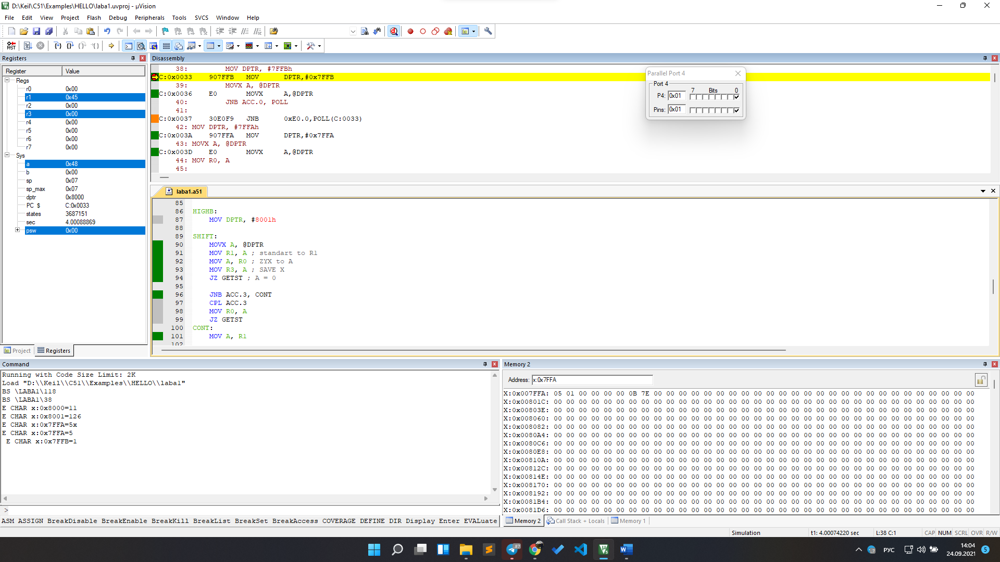 D:\Keil\C51\Examples\HELLO\laba1.uvproj - µVision
File Edit View Project Flash Debug Peripherals Tools SVCS Window Help
Registers
Register Value
Regs
r0 0x00
r1 0x45
r2 0x00
r3 0x00
r4 0x00
r5 0x00
r6 0x00
r7 0x00
Sys
a 0x48
b 0x00
sp 0x07
sp_max 0x07
dptr 0x8000
PC $ C:0x0033
states 3687151
sec 4.00088869
psw 0x00
Project Registers
Disassembly
38: MOV DPTR, #7FFBh
C:0x0033 907FFB MOV DPTR,#0x7FFB
39: MOVX A, @DPTR
C:0x0036 E0 MOVX A,@DPTR
40: JNB ACC.0, POLL
41:
C:0x0037 30E0F9 JNB 0xE0.0,POLL(C:0033)
42: MOV DPTR, #7FFAh
C:0x003A 907FFA MOV DPTR,#0x7FFA
43: MOVX A, @DPTR
C:0x003D E0 MOVX A,@DPTR
44: MOV R0, A
45:
Parallel Port 4
Port 4
7 Bits 0
P4: 0x01
Pins: 0x01
laba1.a51
85
86 HIGHB:
87 MOV DPTR, #8001h
88
89 SHIFT:
90 MOVX A, @DPTR
91 MOV R1, A ; standart to R1
92 MOV A, R0 ; ZYX to A
93 MOV R3, A ; SAVE X
94 JZ GETST ; A = 0
95
96 JNB ACC.3, CONT
97 CPL ACC.3
98 MOV R0, A
99 JZ GETST
100 CONT:
101 MOV A, R1
102
Command
Running with Code Size Limit: 2K
Load "D:\\Keil\\C51\\Examples\\HELLO\\laba1"
BS \LABA1\118
BS \LABA1\38
E CHAR x:0x8000=11
E CHAR x:0x8001=126
E CHAR x:0x7FFA=5x
E CHAR x:0x7FFA=5
E CHAR x:0x7FFB=1
>
ASM ASSIGN BreakDisable BreakEnable BreakKill BreakList BreakSet BreakAccess COVERAGE DEFINE DIR Display Enter EVALuate
Memory 2
Address: x:0x7FFA
X:0x007FFA: 05 01 00 00 00 00 0B 7E 00 00 00 00 00 00 00 00 00 00 00 00 00 00 00 00 00 00 00 00 00 00 00 00 00 00
X:0x00801C: 00 00 00 00 00 00 00 00 00 00 00 00 00 00 00 00 00 00 00 00 00 00 00 00 00 00 00 00 00 00 00 00 00 00
X:0x00803E: 00 00 00 00 00 00 00 00 00 00 00 00 00 00 00 00 00 00 00 00 00 00 00 00 00 00 00 00 00 00 00 00 00 00
X:0x008060: 00 00 00 00 00 00 00 00 00 00 00 00 00 00 00 00 00 00 00 00 00 00 00 00 00 00 00 00 00 00 00 00 00 00
X:0x008082: 00 00 00 00 00 00 00 00 00 00 00 00 00 00 00 00 00 00 00 00 00 00 00 00 00 00 00 00 00 00 00 00 00 00
X:0x0080A4: 00 00 00 00 00 00 00 00 00 00 00 00 00 00 00 00 00 00 00 00 00 00 00 00 00 00 00 00 00 00 00 00 00 00
X:0x0080C6: 00 00 00 00 00 00 00 00 00 00 00 00 00 00 00 00 00 00 00 00 00 00 00 00 00 00 00 00 00 00 00 00 00 00
X:0x0080E8: 00 00 00 00 00 00 00 00 00 00 00 00 00 00 00 00 00 00 00 00 00 00 00 00 00 00 00 00 00 00 00 00 00 00
X:0x00810A: 00 00 00 00 00 00 00 00 00 00 00 00 00 00 00 00 00 00 00 00 00 00 00 00 00 00 00 00 00 00 00 00 00 00
X:0x00812C: 00 00 00 00 00 00 00 00 00 00 00 00 00 00 00 00 00 00 00 00 00 00 00 00 00 00 00 00 00 00 00 00 00 00
X:0x00814E: 00 00 00 00 00 00 00 00 00 00 00 00 00 00 00 00 00 00 00 00 00 00 00 00 00 00 00 00 00 00 00 00 00 00
X:0x008170: 00 00 00 00 00 00 00 00 00 00 00 00 00 00 00 00 00 00 00 00 00 00 00 00 00 00 00 00 00 00 00 00 00 00
X:0x008192: 00 00 00 00 00 00 00 00 00 00 00 00 00 00 00 00 00 00 00 00 00 00 00 00 00 00 00 00 00 00 00 00 00 00
X:0x0081B4: 00 00 00 00 00 00 00 00 00 00 00 00 00 00 00 00 00 00 00 00 00 00 00 00 00 00 00 00 00 00 00 00 00 00
X:0x0081D6: 00 00 00 00 00 00 00 00 00 00 00 00 00 00 00 00 00 00 00 00 00 00 00 00 00 00 00 00 00 00 00 00 00 00
Memory 2 Call Stack + Locals Memory 1
Simulation t1: 4.00074220 sec L:38 C:1 CAP NUM SCRL OVR R/W
87
РУС
14:04
24.09.2021
5